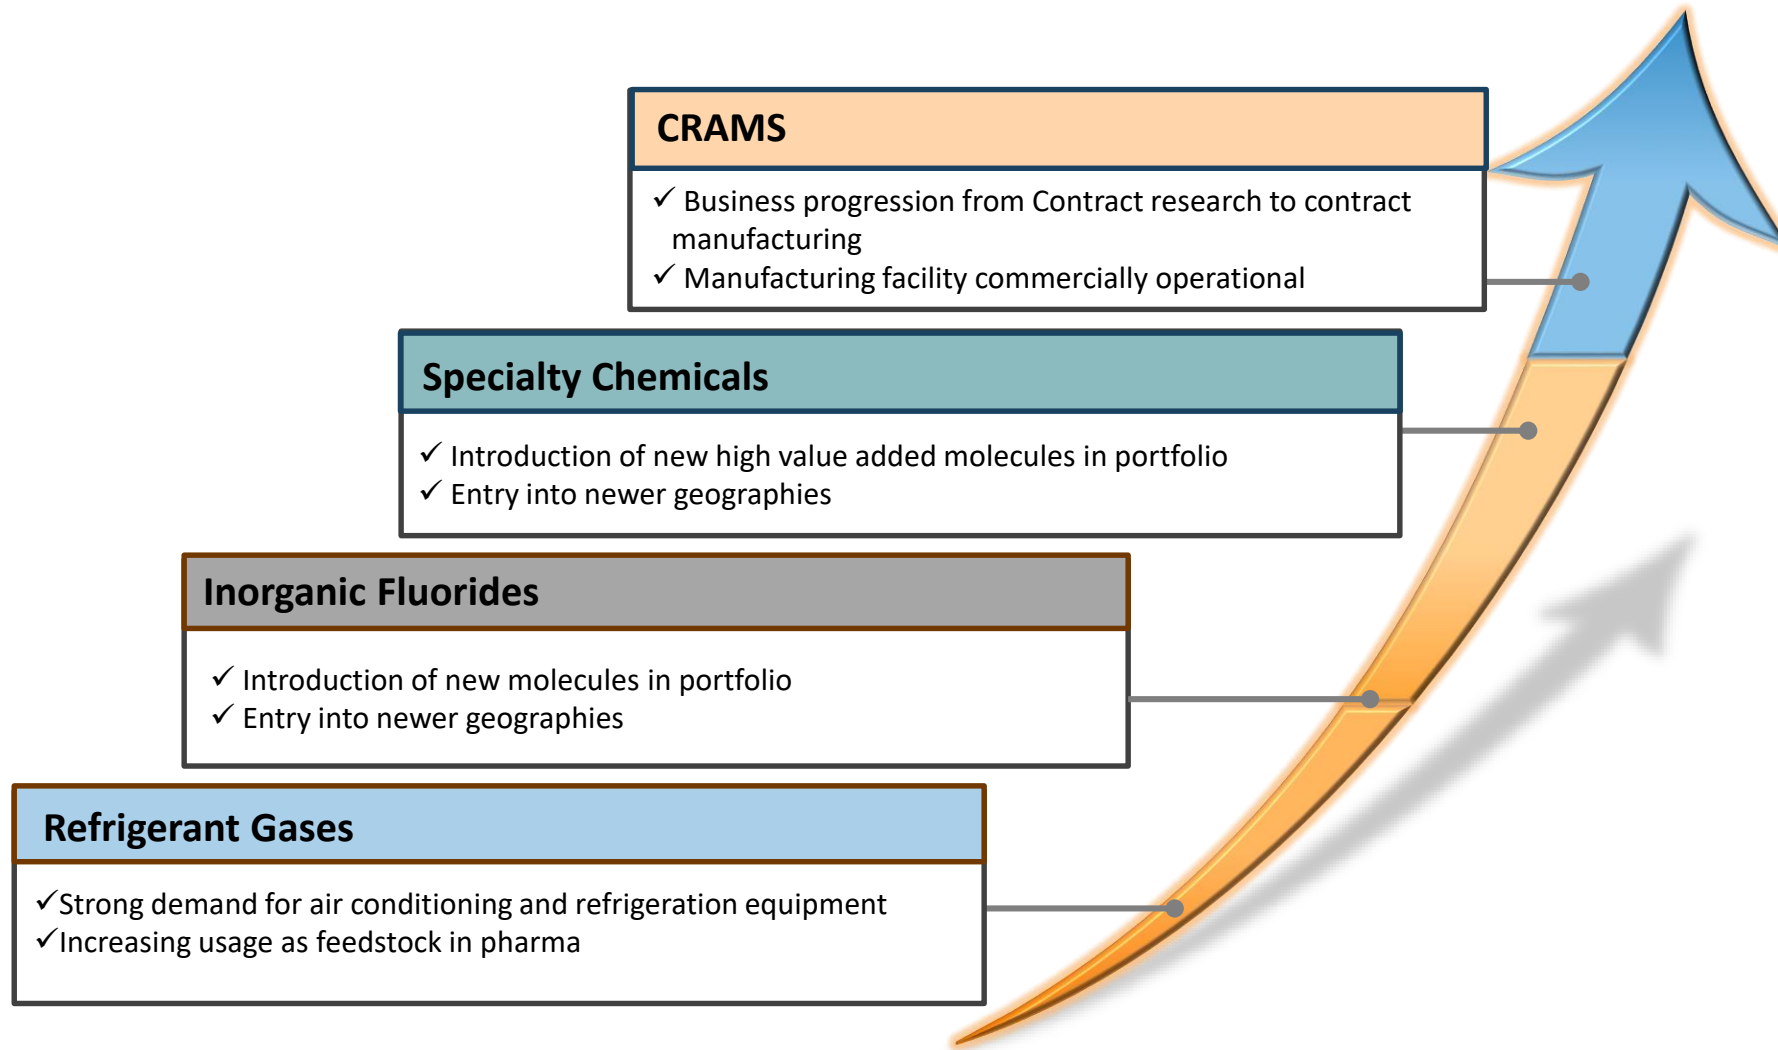 CRAMS
✓ Business progression from Contract research to contract
manufacturing
✓ Manufacturing facility commercially operational
Specialty Chemicals
✓ Introduction of new high value added molecules in portfolio
✓ Entry into newer geographies
Inorganic Fluorides
✓ Introduction of new molecules in portfolio
✓ Entry into newer geographies
Refrigerant Gases
✓Strong demand for air conditioning and refrigeration equipment
✓Increasing usage as feedstock in pharma